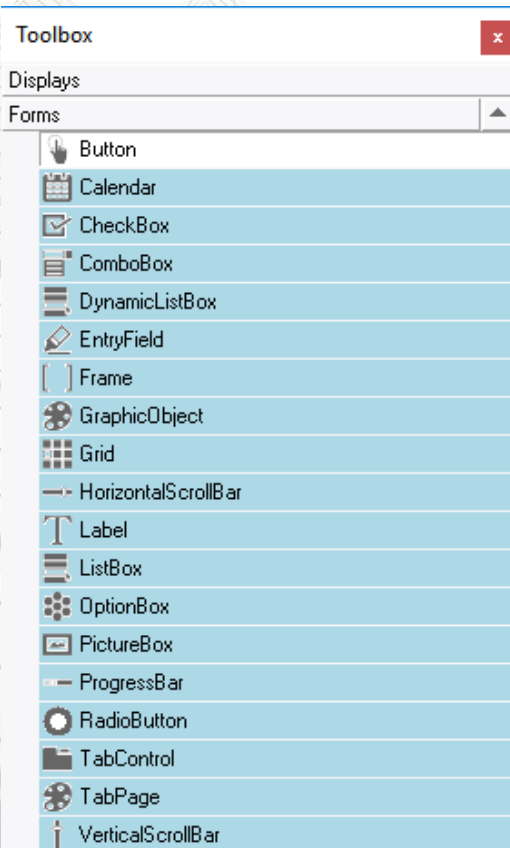 Toolbox
Displays
Forms
Button
Calendar
CheckBox
ComboBox
DynamicListBox
EntryField
Frame
GraphicObject
Grid
HorizontalScrollBar
Label
ListBox
OptionBox
PictureBox
ProgressBar
RadioButton
TabControl
TabPage
VerticalScrollBar